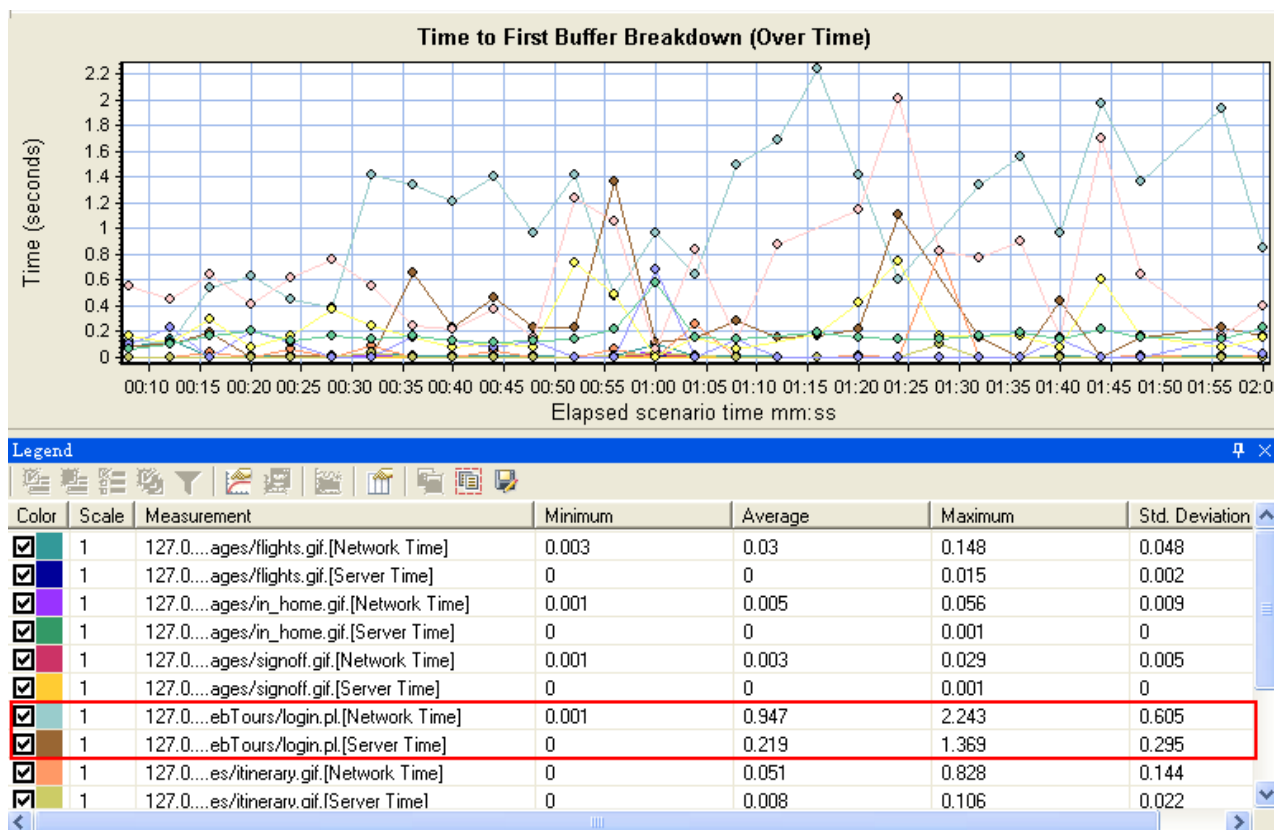 Time to First Buffer Breakdown (Over Time)
2.2
2
1.8
1.6
1.4
1.2
1
0.8
0.6
0.4
0.2
0
Time (seconds)
00:10 00:15 00:20 00:25 00:30 00:35 00:40 00:45 00:50 00:55 01:00 01:05 01:10 01:15 01:20 01:25 01:30 01:35 01:40 01:45 01:50 01:55 02:0
Elapsed scenario time mm:ss
Legend
Color Scale Measurement Minimum Average Maximum Std. Deviation
1 127.0....ages/flights.gif.[Network Time] 0.003 0.03 0.148 0.048
1 127.0....ages/flights.gif.[Server Time] 0 0 0.015 0.002
1 127.0....ages/in_home.gif.[Network Time] 0.001 0.005 0.056 0.009
1 127.0....ages/in_home.gif.[Server Time] 0 0 0.001 0
1 127.0....ages/signoff.gif.[Network Time] 0.001 0.003 0.029 0.005
1 127.0....ages/signoff.gif.[Server Time] 0 0 0.001 0
1 127.0....ebTours/login.pl.[Network Time] 0.001 0.947 2.243 0.605
1 127.0....ebTours/login.pl.[Server Time] 0 0.219 1.369 0.295
1 127.0....es/itinerary.gif.[Network Time] 0 0.051 0.828 0.144
1 127.0....es/itinerary.gif.[Server Time] 0 0.008 0.106 0.022